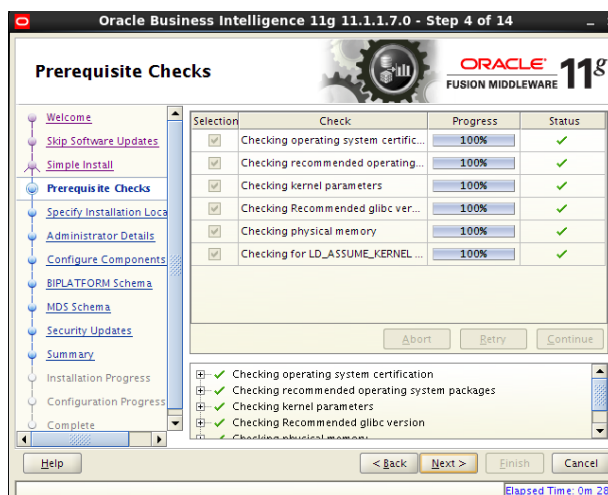 Oracle Business Intelligence 11g 11.1.1.7.0 - Step 4 of 14
Prerequisite Checks
ORACLE
FUSION MIDDLEWARE 11g
Welcome
Skip Software Updates
Simple Install
Prerequisite Checks
Specify Installation Loca
Administrator Details
Configure Components
BIPLATFORM Schema
MDS Schema
Security Updates
Summary
Installation Progress
Configuration Progress
Complete
Selection Check Progress Status
Checking operating system certific... 100%
Checking recommended operating... 100%
Checking kernel parameters 100%
Checking Recommended glibc ver... 100%
Checking physical memory 100%
Checking for LD_ASSUME_KERNEL ... 100%
Abort Retry Continue
Checking operating system certification
Checking recommended operating system packages
Checking kernel parameters
Checking Recommended glibc version
Checking physical memory
Help < Back Next > Finish Cancel
Elapsed Time: 0m 28